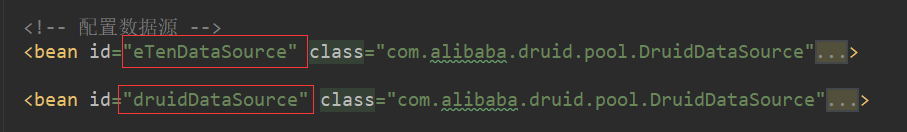 <!-- 配置数据源 -->
<bean id="eTenDataSource" class="com.alibaba.druid.pool.DruidDataSource"...>
<bean id="druidDataSource" class="com.alibaba.druid.pool.DruidDataSource"...>